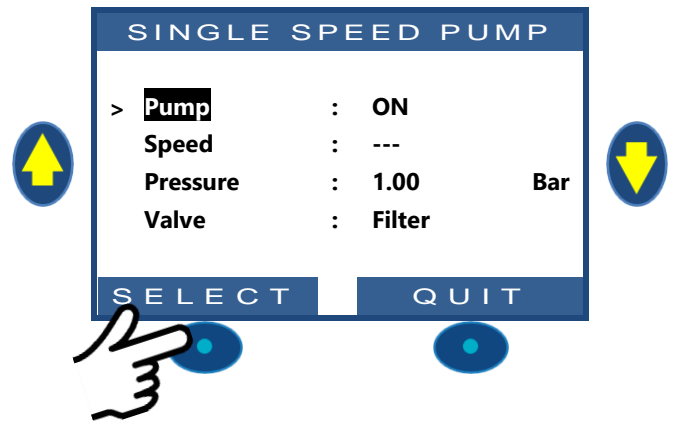 SINGLE SPEED PUMP
> Pump : ON
Speed : ---
Pressure : 1.00 Bar
Valve : Filter
SELECT QUIT